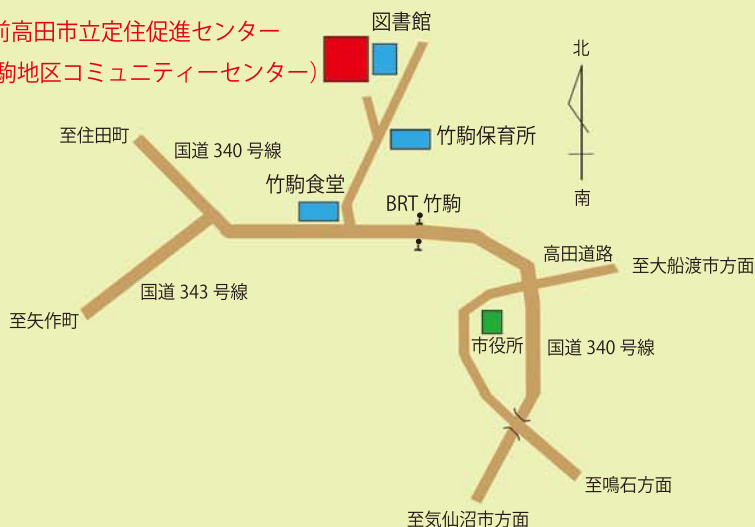 前高田市立定住促進センター
駒地区コミュニティーセンター)
図書館
北
南
至住田町
国道 340 号線
竹駒保育所
竹駒食堂
BRT 竹駒
高田道路
至大船渡市方面
国道 343 号線
至矢作町
市役所
国道 340 号線
至鳴石方面
至気仙沼市方面